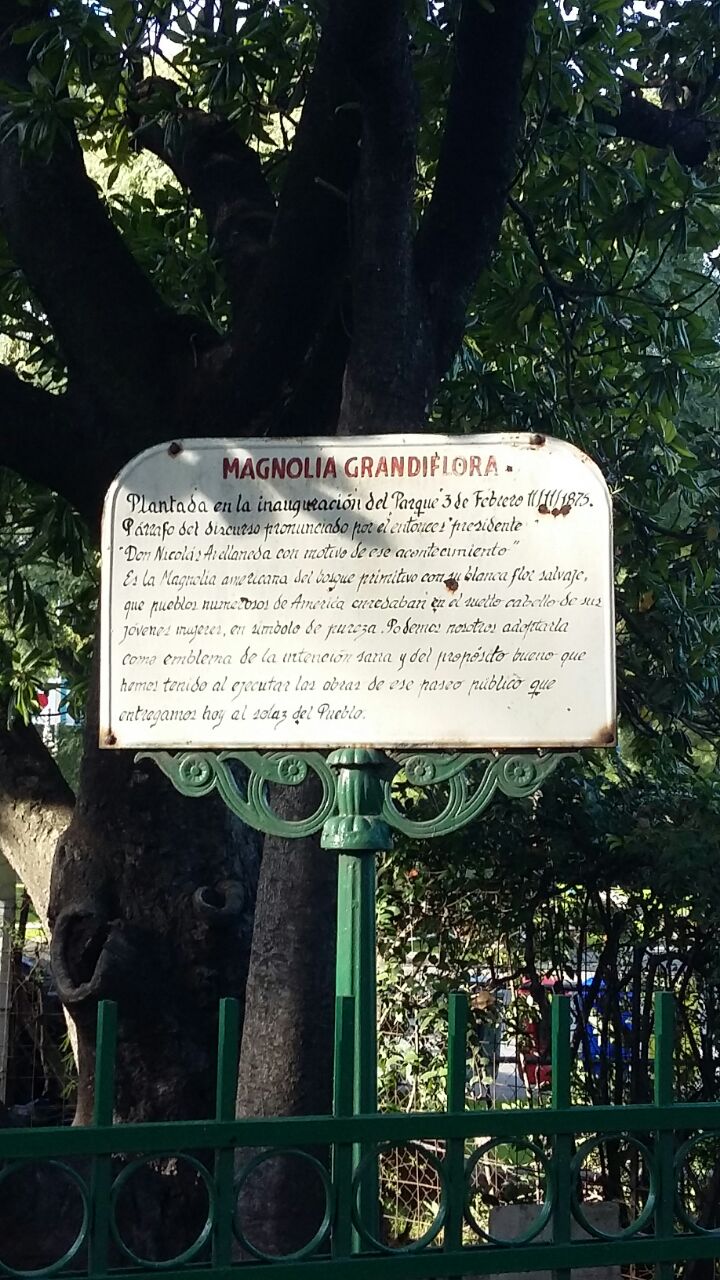 MAGNOLIA GRANDIFLORA.
Plantada en la inauguración del Parque 3 de Febrero 11/11/1875.
Párrafo del discurso pronunciado por el entonces "presidente
"Don Nicolás Avellaneda con motivo de ese acontecimiento"
Es la Magnolia americana del bosque primitivo con su blanca flor salvaje,
que pueblos numerosos de America enredaban en el suelto cabello de sus
jóvenes mujeres, en símbolo de pureza. Podemos nosotros adoptarla
como emblema de la intención sana y del propósito bueno que
hemos tenido al ejecutar las obras de ese paseo público que
entregamos hoy al solaz del Pueblo.